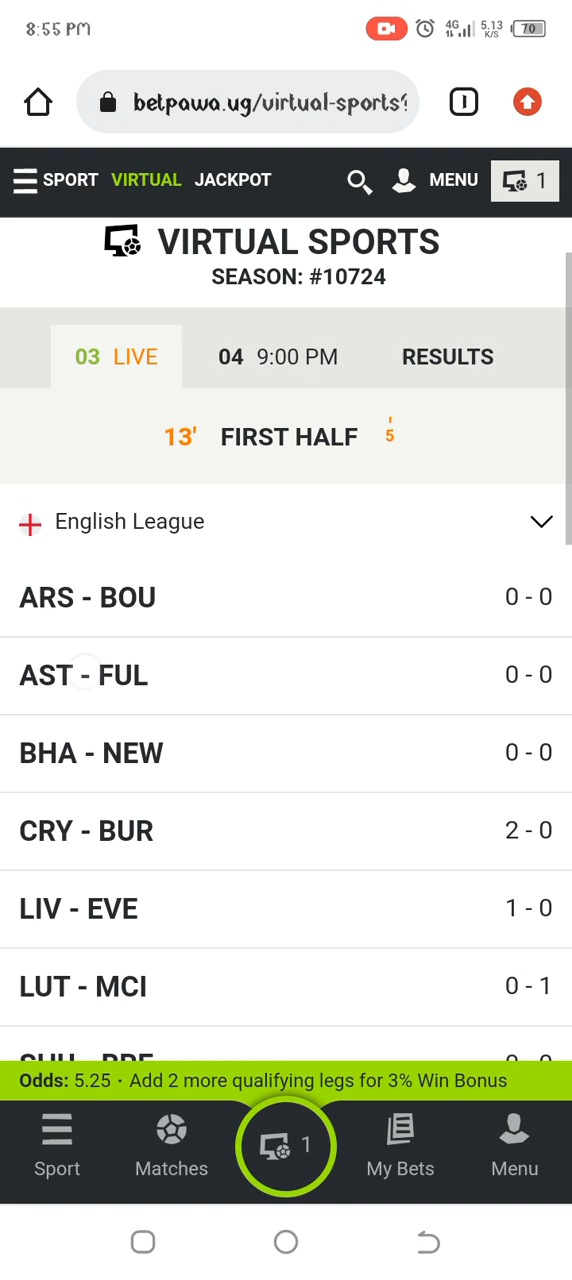 8:55 PM 4G 5.13 K/S 70
betpawa.ug/virtual-sports?
SPORT VIRTUAL JACKPOT MENU 1
VIRTUAL SPORTS
SEASON: #10724
03 LIVE 04 9:00 PM RESULTS
13' FIRST HALF 5'
English League
ARS - BOU 0 - 0
AST - FUL 0 - 0
BHA - NEW 0 - 0
CRY - BUR 2 - 0
LIV - EVE 1 - 0
LUT - MCI 0 - 1
Odds: 5.25 · Add 2 more qualifying legs for 3% Win Bonus
1
Sport Matches My Bets Menu